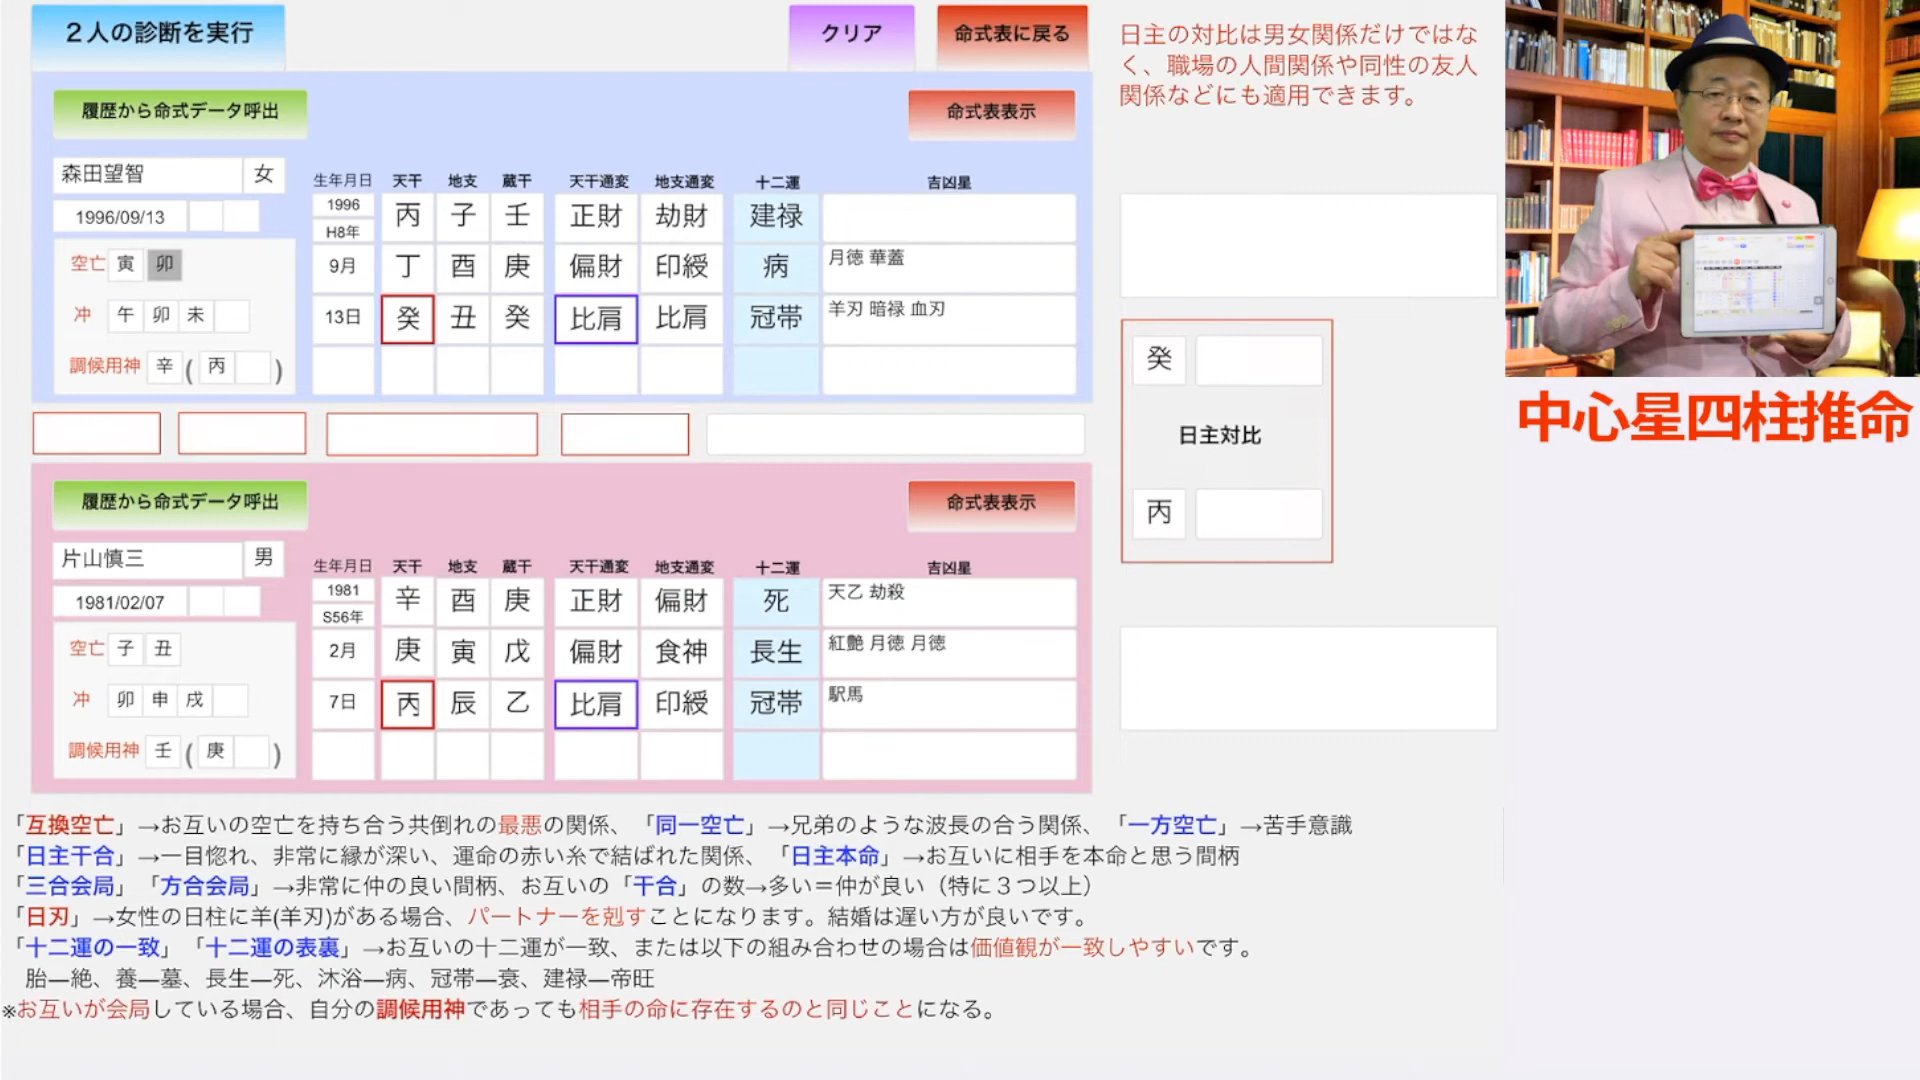 ２人の診断を実行
クリア
命式表に戻る
日主の対比は男女関係だけではな
く、職場の人間関係や同性の友人
関係などにも適用できます。
履歴から命式データ呼出
命式表表示
森田望智 女
1996/09/13
空亡 寅 卯
冲 午 卯 未
調候用神 辛 ( 丙 )
生年月日 天干 地支 蔵干 天干通変 地支通変 十二運 吉凶星
1996 H8年 丙 子 壬 正財 劫財 建禄
9月 丁 酉 庚 偏財 印綬 病 月徳 華蓋
13日 癸 丑 癸 比肩 比肩 冠帯 羊刃 暗禄 血刃
癸
日主対比
丙
中心星四柱推命
履歴から命式データ呼出
命式表表示
片山慎三 男
1981/02/07
空亡 子 丑
冲 卯 申 戌
調候用神 壬 ( 庚 )
生年月日 天干 地支 蔵干 天干通変 地支通変 十二運 吉凶星
1981 S56年 辛 酉 庚 正財 偏財 死 天乙 劫殺
2月 庚 寅 戊 偏財 食神 長生 紅艶 月徳 月徳
7日 丙 辰 乙 比肩 印綬 冠帯 駅馬
「互換空亡」→お互いの空亡を持ち合う共倒れの最悪の関係、「同一空亡」→兄弟のような波長の合う関係、「一方空亡」→苦手意識
「日主干合」→一目惚れ、非常に縁が深い、運命の赤い糸で結ばれた関係、「日主本命」→お互いに相手を本命と思う間柄
「三合会局」「方合会局」→非常に仲の良い間柄、お互いの「干合」の数→多い＝仲が良い（特に３つ以上）
「日刃」→女性の日柱に羊(羊刃)がある場合、パートナーを剋すことになります。結婚は遅い方が良いです。
「十二運の一致」「十二運の表裏」→お互いの十二運が一致、または以下の組み合わせの場合は価値観が一致しやすいです。
胎―絶、養―墓、長生―死、沐浴―病、冠帯―衰、建禄―帝旺
※お互いが会局している場合、自分の調候用神であっても相手の命に存在するのと同じことになる。